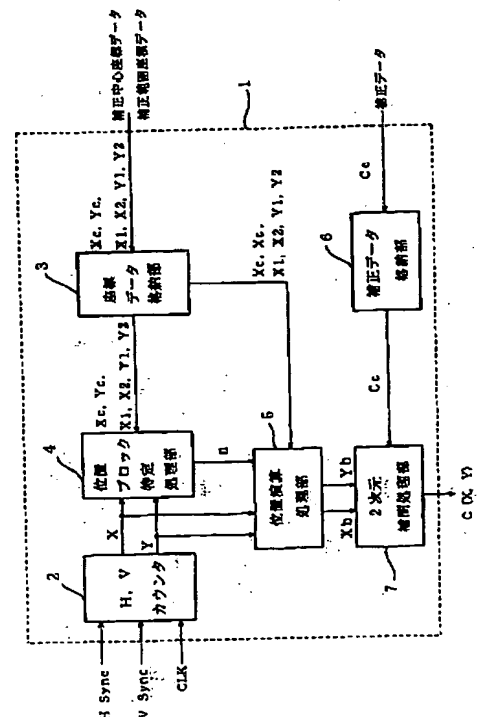 H Sync
V Sync
CLK
2
H, V
カウンタ
X
Y
4
位置
ブロック
特定
処理部
Xc, Yc,
X1, X2, Y1, Y2
3
座標
データ
格納部
Xc, Yc,
X1, X2, Y1, Y2
補正中心座標データ
補正範囲座標データ
1
n
5
位置演算
処理部
Xc, Xc,
X1, X2, Y1, Y2
Xb
Yb
7
2次元
補間処理部
Cc
6
補正データ
格納部
Cc
補正データ
C (X, Y)